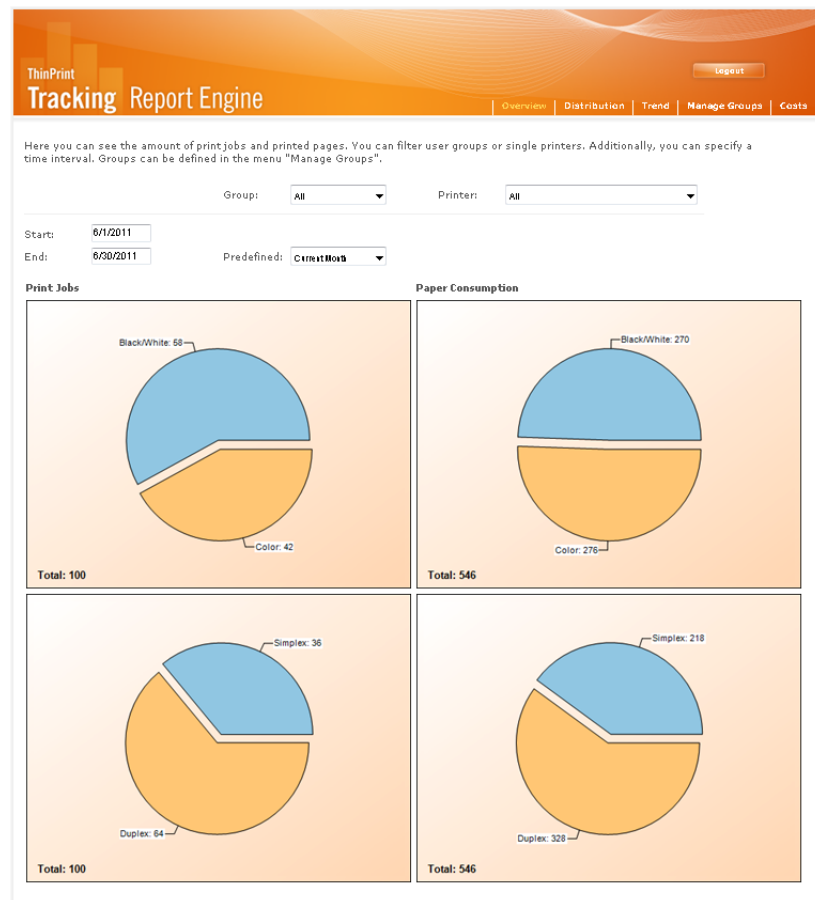 ThinPrint
Tracking Report Engine
Logout
Overview | Distribution | Trend | Manage Groups | Costs
Here you can see the amount of print jobs and printed pages. You can filter user groups or single printers. Additionally, you can specify a
time interval. Groups can be defined in the menu "Manage Groups".
Group: All Printer: All
Start: 6/1/2011
End: 6/30/2011 Predefined: Current Month
Print Jobs Paper Consumption
Black/White: 58
Color: 42
Total: 100
Black/White: 270
Color: 276
Total: 546
Simplex: 36
Duplex: 64
Total: 100
Simplex: 218
Duplex: 328
Total: 546